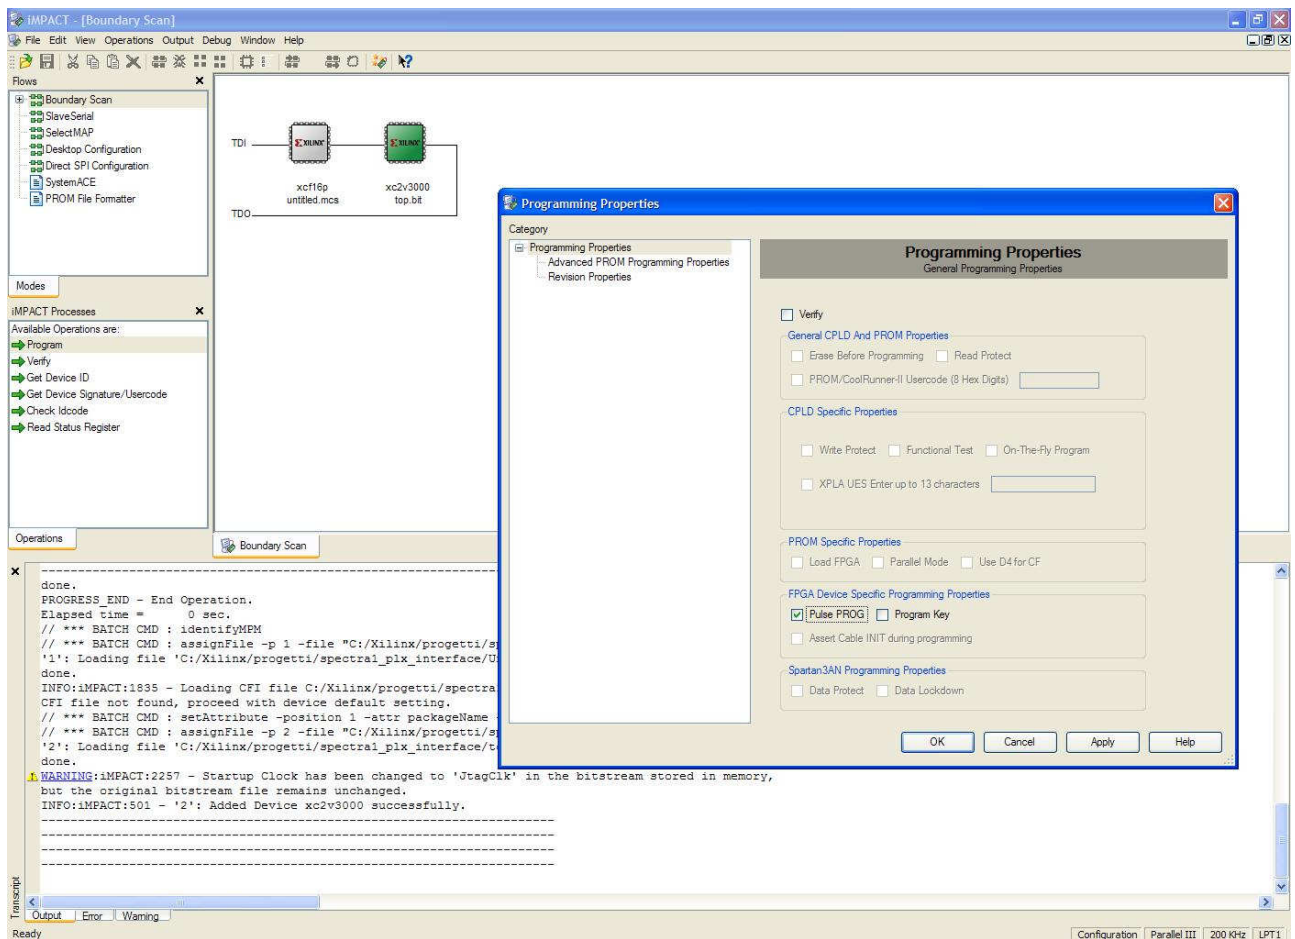 iMPACT - [Boundary Scan]
File Edit View Operations Output Debug Window Help
Flows
Boundary Scan
SlaveSerial
SelectMAP
Desktop Configuration
Direct SPI Configuration
SystemACE
PROM File Formatter
Modes
iMPACT Processes
Available Operations are:
Program
Verify
Get Device ID
Get Device Signature/Usercode
Check Idcode
Read Status Register
Operations
TDI
XILINX
XILINX
xcf16p
untitled.mcs
xc2v3000
top.bit
TDO
Boundary Scan
Programming Properties
Category
Programming Properties
Advanced PROM Programming Properties
Revision Properties
Programming Properties
General Programming Properties
Verify
General CPLD And PROM Properties
Erase Before Programming Read Protect
PROM/CoolRunner-II Usercode (8 Hex Digits)
CPLD Specific Properties
Write Protect Functional Test On-The-Fly Program
XPLA UES Enter up to 13 characters
PROM Specific Properties
Load FPGA Parallel Mode Use D4 for CF
FPGA Device Specific Programming Properties
Pulse PROG Program Key
Assert Cable INIT during programming
Spartan3AN Programming Properties
Data Protect Data Lockdown
OK Cancel Apply Help
----------------------------------------------------------------------
done.
PROGRESS_END - End Operation.
Elapsed time = 0 sec.
// *** BATCH CMD : identifyMPM
// *** BATCH CMD : assignFile -p 1 -file "C:/Xilinx/progetti/s
'1': Loading file 'C:/Xilinx/progetti/spectra1_plx_interface/U
done.
INFO:iMPACT:1835 - Loading CFI file C:/Xilinx/progetti/spectra
CFI file not found, proceed with device default setting.
// *** BATCH CMD : setAttribute -position 1 -attr packageName
// *** BATCH CMD : assignFile -p 2 -file "C:/Xilinx/progetti/s
'2': Loading file 'C:/Xilinx/progetti/spectra1_plx_interface/t
done.
WARNING:iMPACT:2257 - Startup Clock has been changed to 'JtagClk' in the bitstream stored in memory,
but the original bitstream file remains unchanged.
INFO:iMPACT:501 - '2': Added Device xc2v3000 successfully.
----------------------------------------------------------------------
----------------------------------------------------------------------
----------------------------------------------------------------------
----------------------------------------------------------------------
Transcript
Output Error Warning
Ready
Configuration Parallel III 200 KHz LPT1